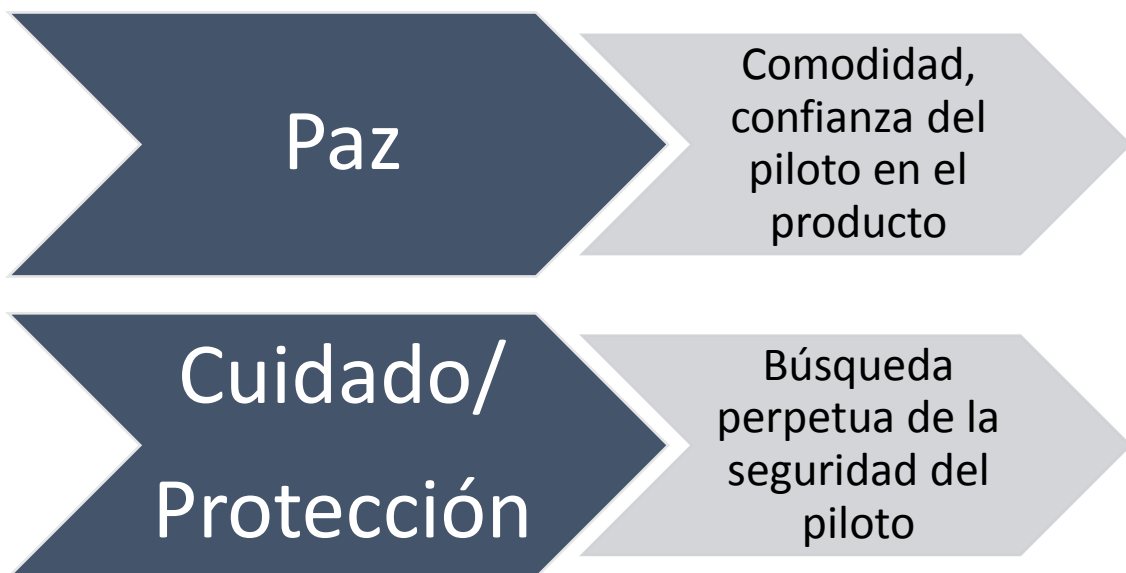 Paz
Comodidad,
confianza del
piloto en el
producto
Cuidado/
Protección
Búsqueda
perpetua de la
seguridad del
piloto